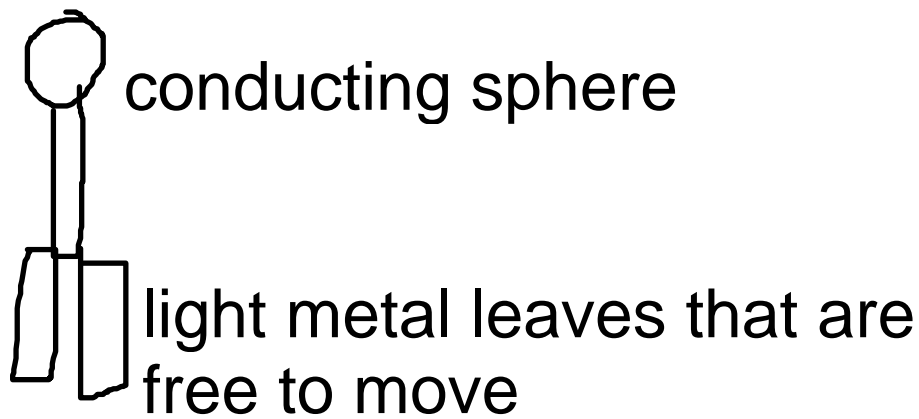 conducting sphere
light metal leaves that are
free to move